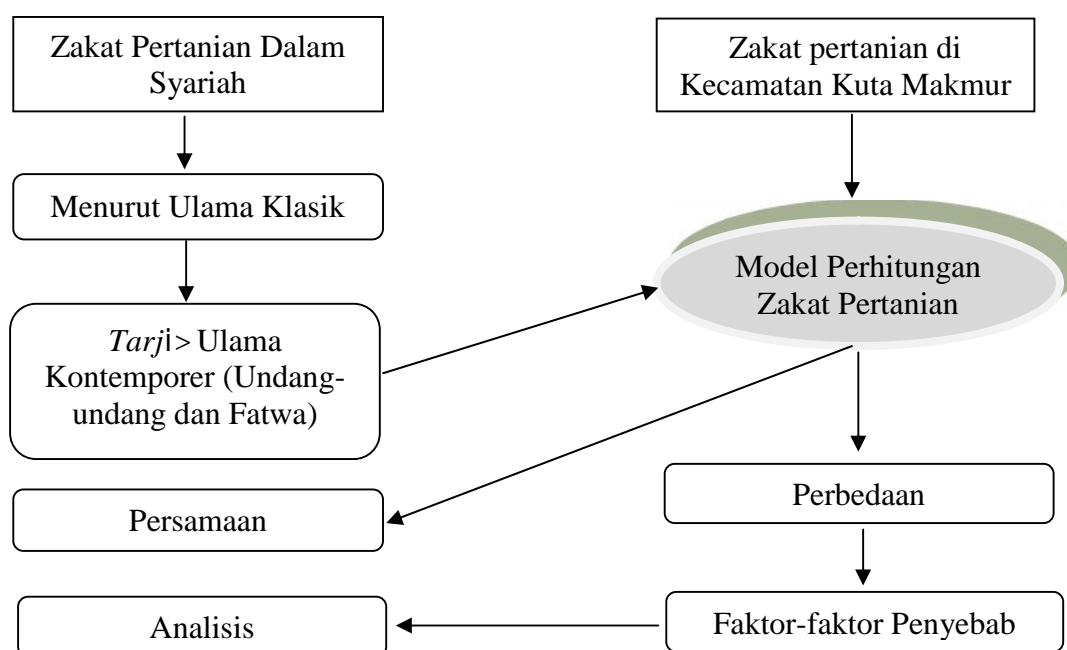 Zakat Pertanian Dalam
Syariah
Zakat pertanian di
Kecamatan Kuta Makmur
Menurut Ulama Klasik
Model Perhitungan
Zakat Pertanian
Tarji> Ulama
Kontemporer (Undang-
undang dan Fatwa)
Persamaan
Perbedaan
Analisis
Faktor-faktor Penyebab